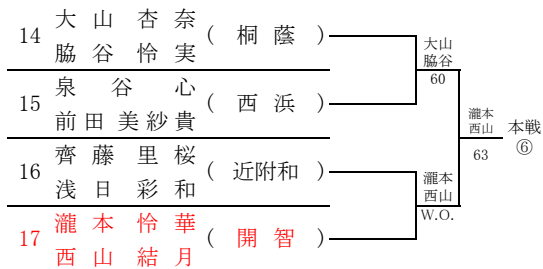 14 大山杏奈 脇谷怜実 (桐蔭)
15 泉谷心 前田美紗貴 (西浜)
16 齊藤里桜 浅日彩和 (近附和)
17 瀧本怜華 西山結月 (開智)
大山
脇谷
60
瀧本
西山
W.O.
瀧本
西山
63
本戦
⑥